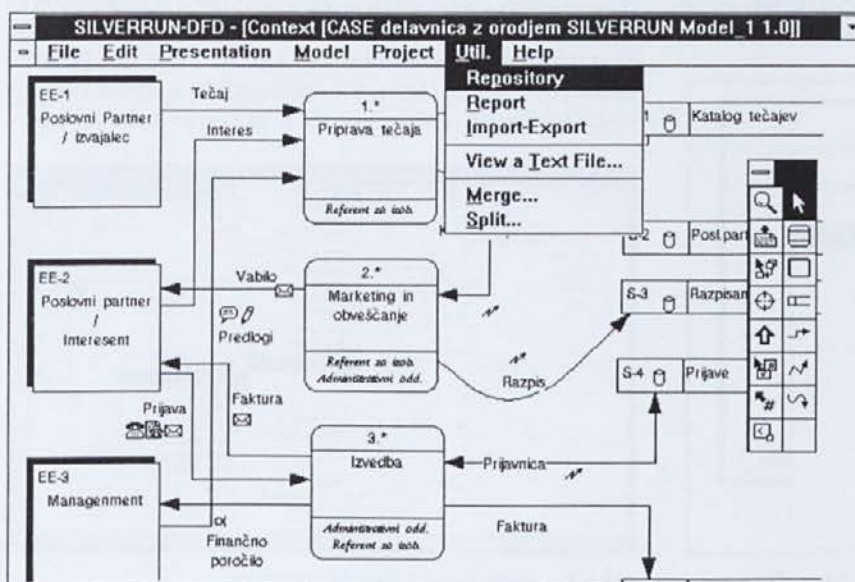 SILVERRUN-DFD - [Context [CASE delavnica z orodjem SILVERRUN Model_1 1.0]]
File Edit Presentation Model Project Util. Help
Repository
Report
Import-Export
View a Text File...
Merge...
Split...
EE-1
Poslovni Partner
/ Izvajalec
Tečaj
Interes
1.*
Priprava tečaja
Referent za izob.
Katalog tečajev
S-2
Posl.part
EE-2
Poslovni partner
/
Interesent
Vabilo
Predlogi
2.*
Marketing in
obveščanje
Referent za izob.
Administrativni odd.
S-3
Razpisan
Razpis
S-4
Prijave
Prijava
Faktura
3.*
Izvedba
Administrativni odd.
Referent za izob.
Prijavnica
EE-3
Managenment
Finančno
poročilo
Faktura